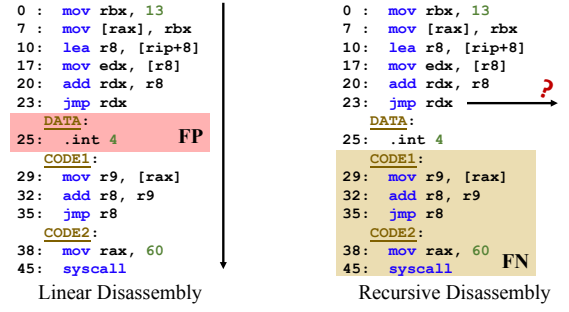 0 : mov rbx, 13
7 : mov [rax], rbx
10: lea r8, [rip+8]
17: mov edx, [r8]
20: add rdx, r8
23: jmp rdx
DATA:
25: .int 4 FP
CODE1:
29: mov r9, [rax]
32: add r8, r9
35: jmp r8
CODE2:
38: mov rax, 60
45: syscall
Linear Disassembly
0 : mov rbx, 13
7 : mov [rax], rbx
10: lea r8, [rip+8]
17: mov edx, [r8]
20: add rdx, r8
23: jmp rdx ?
DATA:
25: .int 4
CODE1:
29: mov r9, [rax]
32: add r8, r9
35: jmp r8
CODE2:
38: mov rax, 60
45: syscall FN
Recursive Disassembly